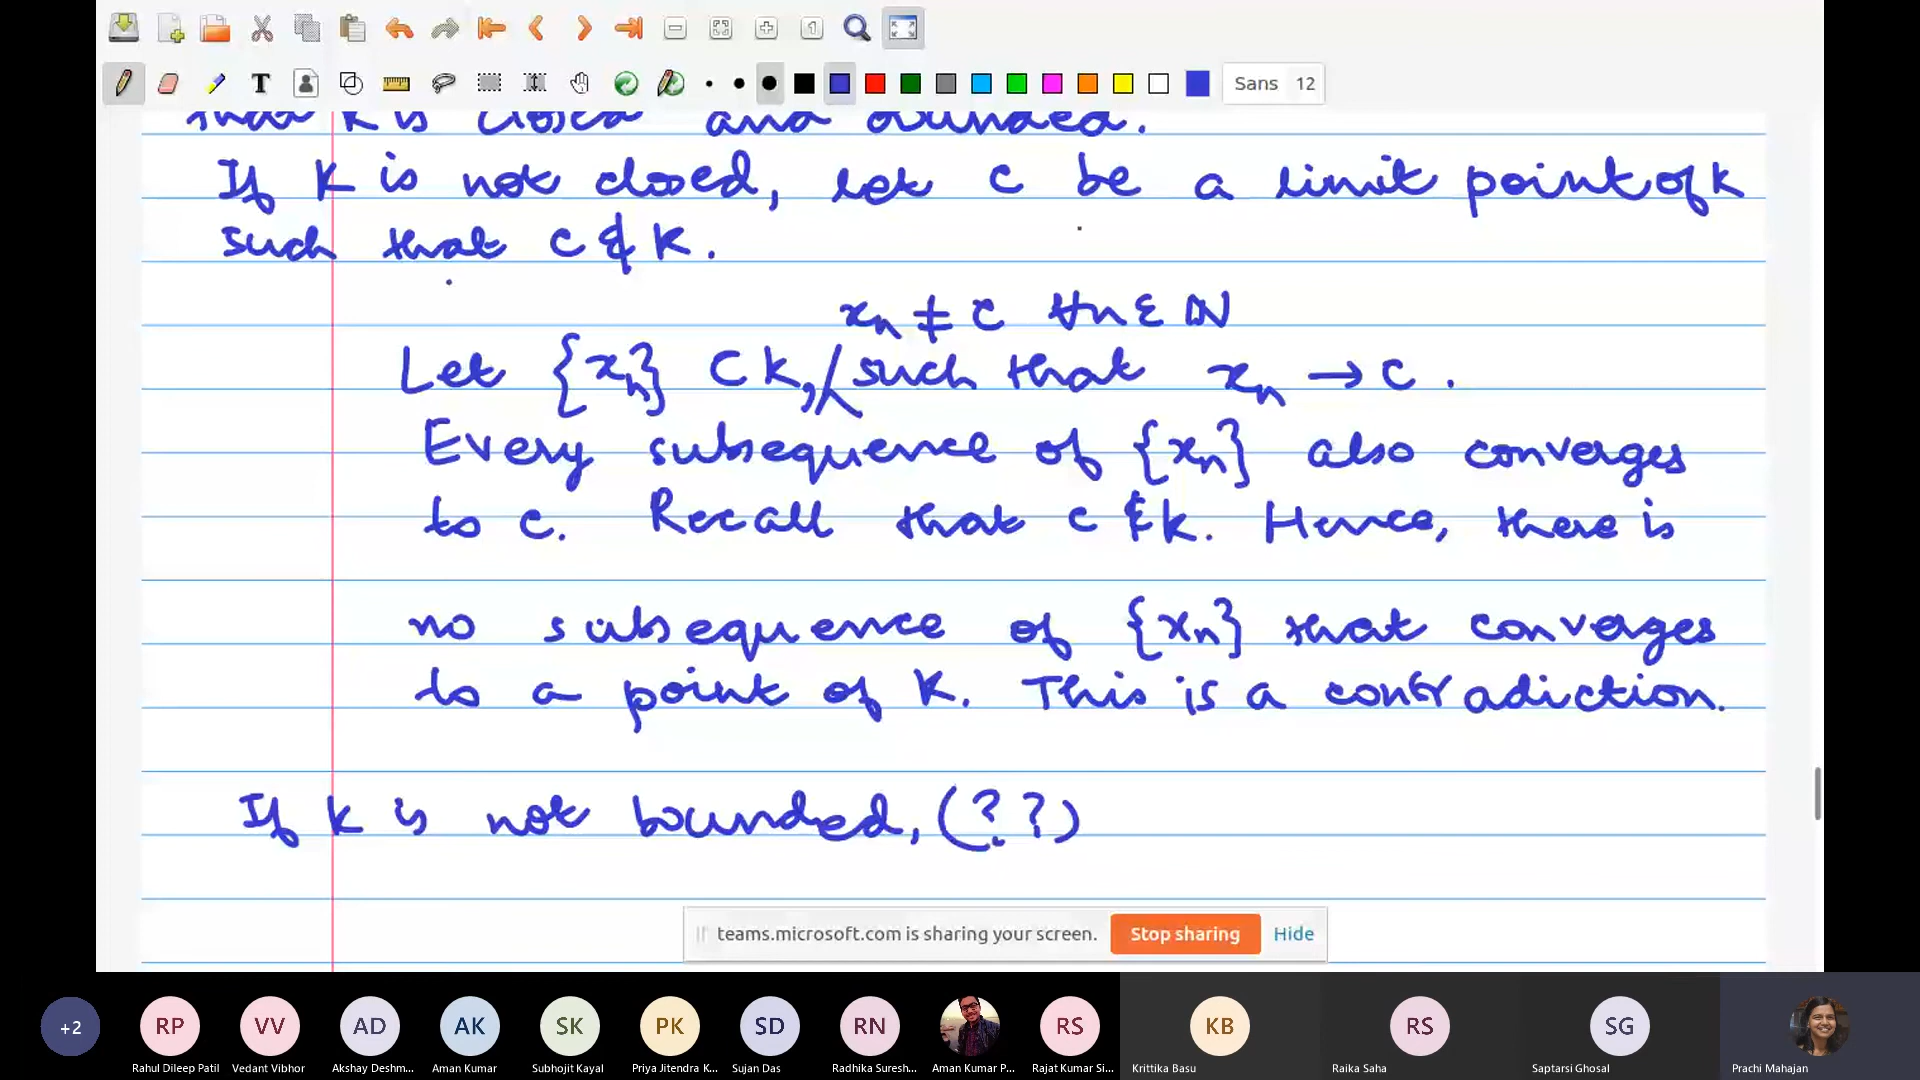 Sans 12
that K is closed and bounded.
If K is not closed, let c be a limit point of K
such that c ∉ K.
xₙ ≠ c ∀n ∈ ℕ
Let {xₙ} ⊂ K, such that xₙ → c.
Every subsequence of {xₙ} also converges
to c. Recall that c ∉ K. Hence, there is
no subsequence of {xₙ} that converges
to a point of K. This is a contradiction.
If K is not bounded, (??)
teams.microsoft.com is sharing your screen. Stop sharing Hide
+2 RP VV AD AK SK PK SD RN RS KB RS SG
Rahul Dileep Patil Vedant Vibhor Akshay Deshm... Aman Kumar Subhojit Kayal Priya Jitendra K... Sujan Das Radhika Suresh... Aman Kumar P... Rajat Kumar Si... Krittika Basu Raika Saha Saptarsi Ghosal Prachi Mahajan